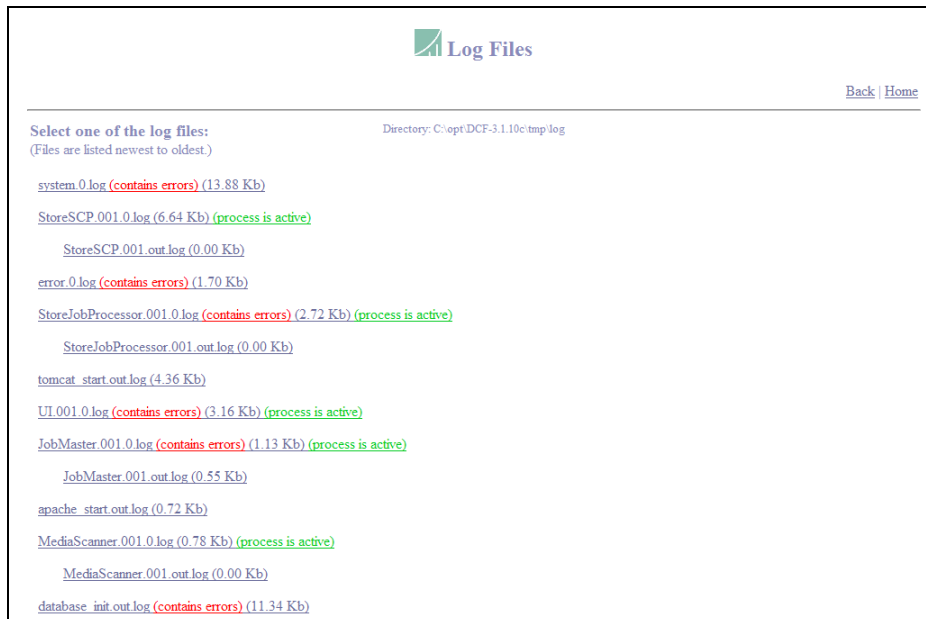 Log Files
Back | Home
Select one of the log files:
Directory: C:\opt\DCF-3.1.10c\tmp\log
(Files are listed newest to oldest.)
system.0.log (contains errors) (13.88 Kb)
StoreSCP.001.0.log (6.64 Kb) (process is active)
StoreSCP.001.out.log (0.00 Kb)
error.0.log (contains errors) (1.70 Kb)
StoreJobProcessor.001.0.log (contains errors) (2.72 Kb) (process is active)
StoreJobProcessor.001.out.log (0.00 Kb)
tomcat_start.out.log (4.36 Kb)
UI.001.0.log (contains errors) (3.16 Kb) (process is active)
JobMaster.001.0.log (contains errors) (1.13 Kb) (process is active)
JobMaster.001.out.log (0.55 Kb)
apache_start.out.log (0.72 Kb)
MediaScanner.001.0.log (0.78 Kb) (process is active)
MediaScanner.001.out.log (0.00 Kb)
database_init.out.log (contains errors) (11.34 Kb)